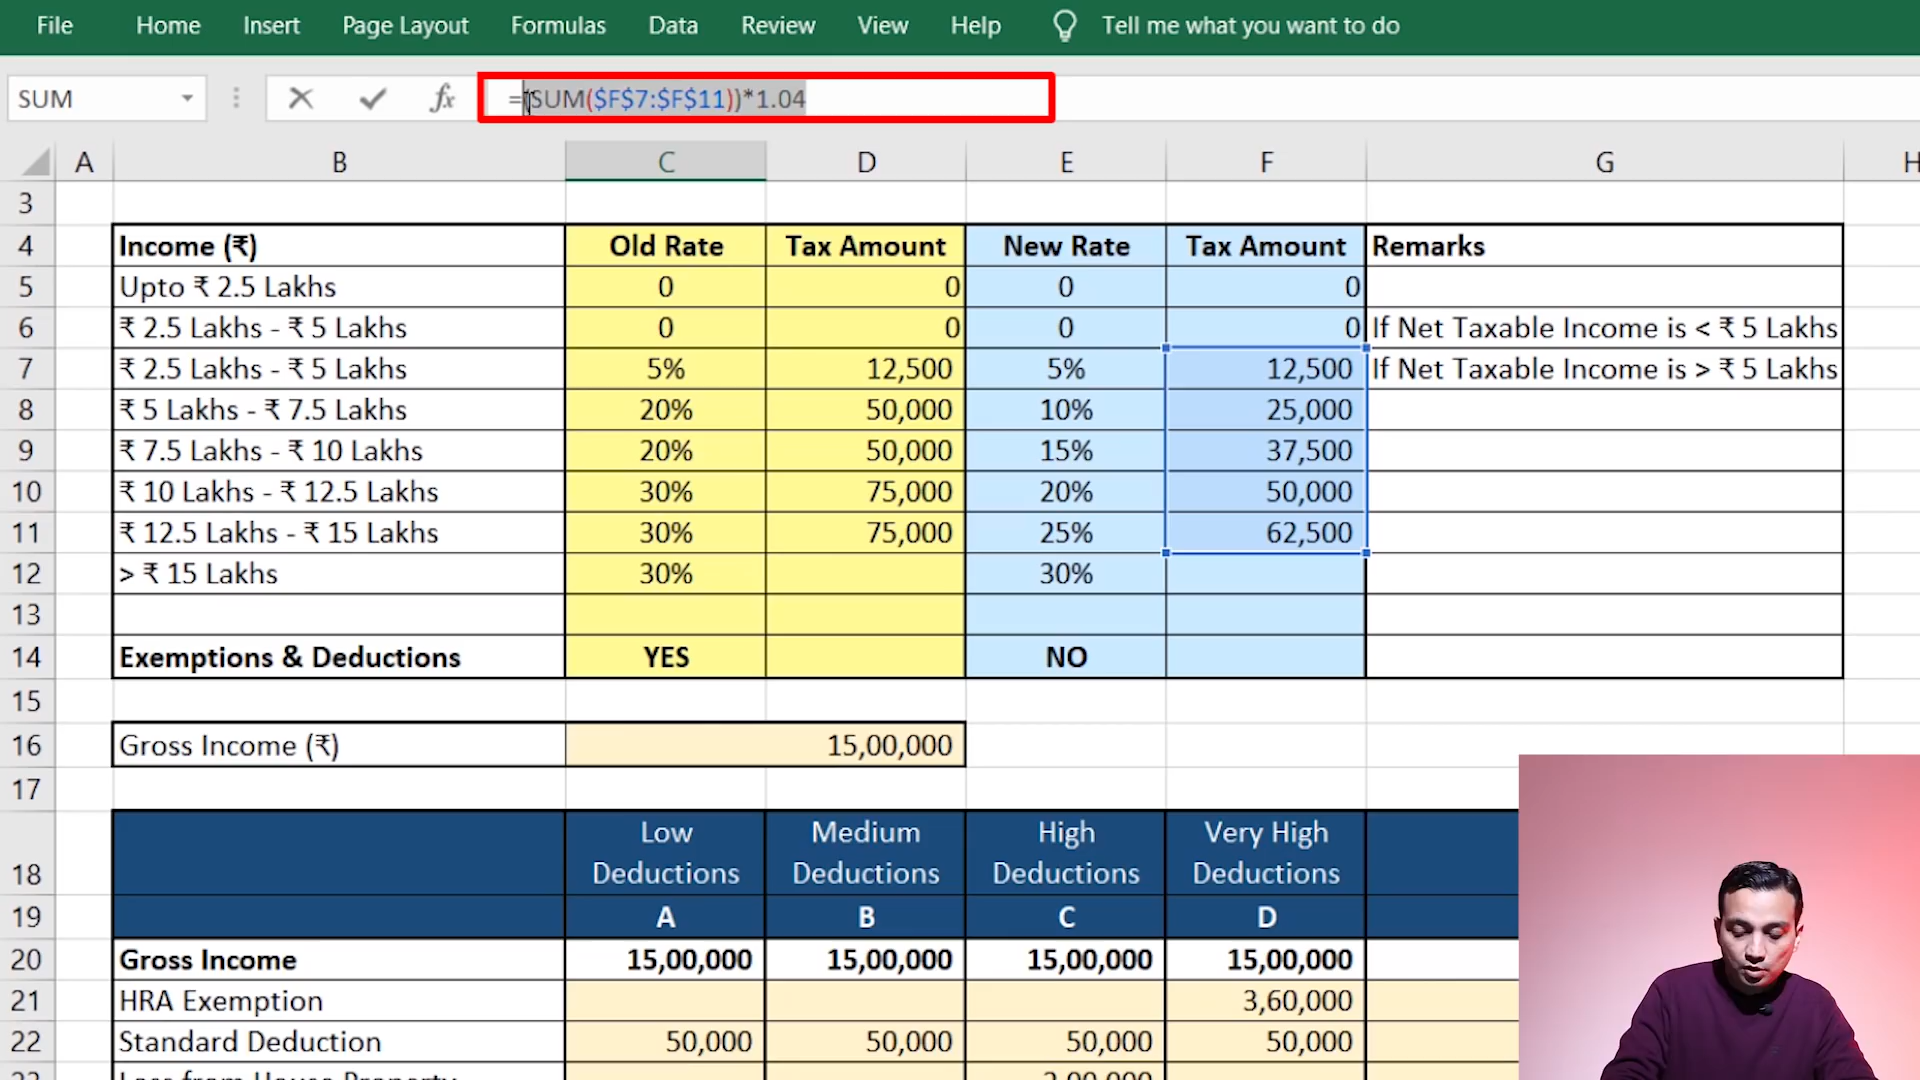 File Home Insert Page Layout Formulas Data Review View Help Tell me what you want to do
SUM fx =(SUM($F$7:$F$11))*1.04
A B C D E F G H
3
4 Income (₹) Old Rate Tax Amount New Rate Tax Amount Remarks
5 Upto ₹ 2.5 Lakhs 0 0 0 0
6 ₹ 2.5 Lakhs - ₹ 5 Lakhs 0 0 0 0 If Net Taxable Income is < ₹ 5 Lakhs
7 ₹ 2.5 Lakhs - ₹ 5 Lakhs 5% 12,500 5% 12,500 If Net Taxable Income is > ₹ 5 Lakhs
8 ₹ 5 Lakhs - ₹ 7.5 Lakhs 20% 50,000 10% 25,000
9 ₹ 7.5 Lakhs - ₹ 10 Lakhs 20% 50,000 15% 37,500
10 ₹ 10 Lakhs - ₹ 12.5 Lakhs 30% 75,000 20% 50,000
11 ₹ 12.5 Lakhs - ₹ 15 Lakhs 30% 75,000 25% 62,500
12 > ₹ 15 Lakhs 30% 30%
13
14 Exemptions & Deductions YES NO
15
16 Gross Income (₹) 15,00,000
17
Low Medium High Very High
18 Deductions Deductions Deductions Deductions
19 A B C D
20 Gross Income 15,00,000 15,00,000 15,00,000 15,00,000
21 HRA Exemption 3,60,000
22 Standard Deduction 50,000 50,000 50,000 50,000
23 Loss from House Property 2,00,000